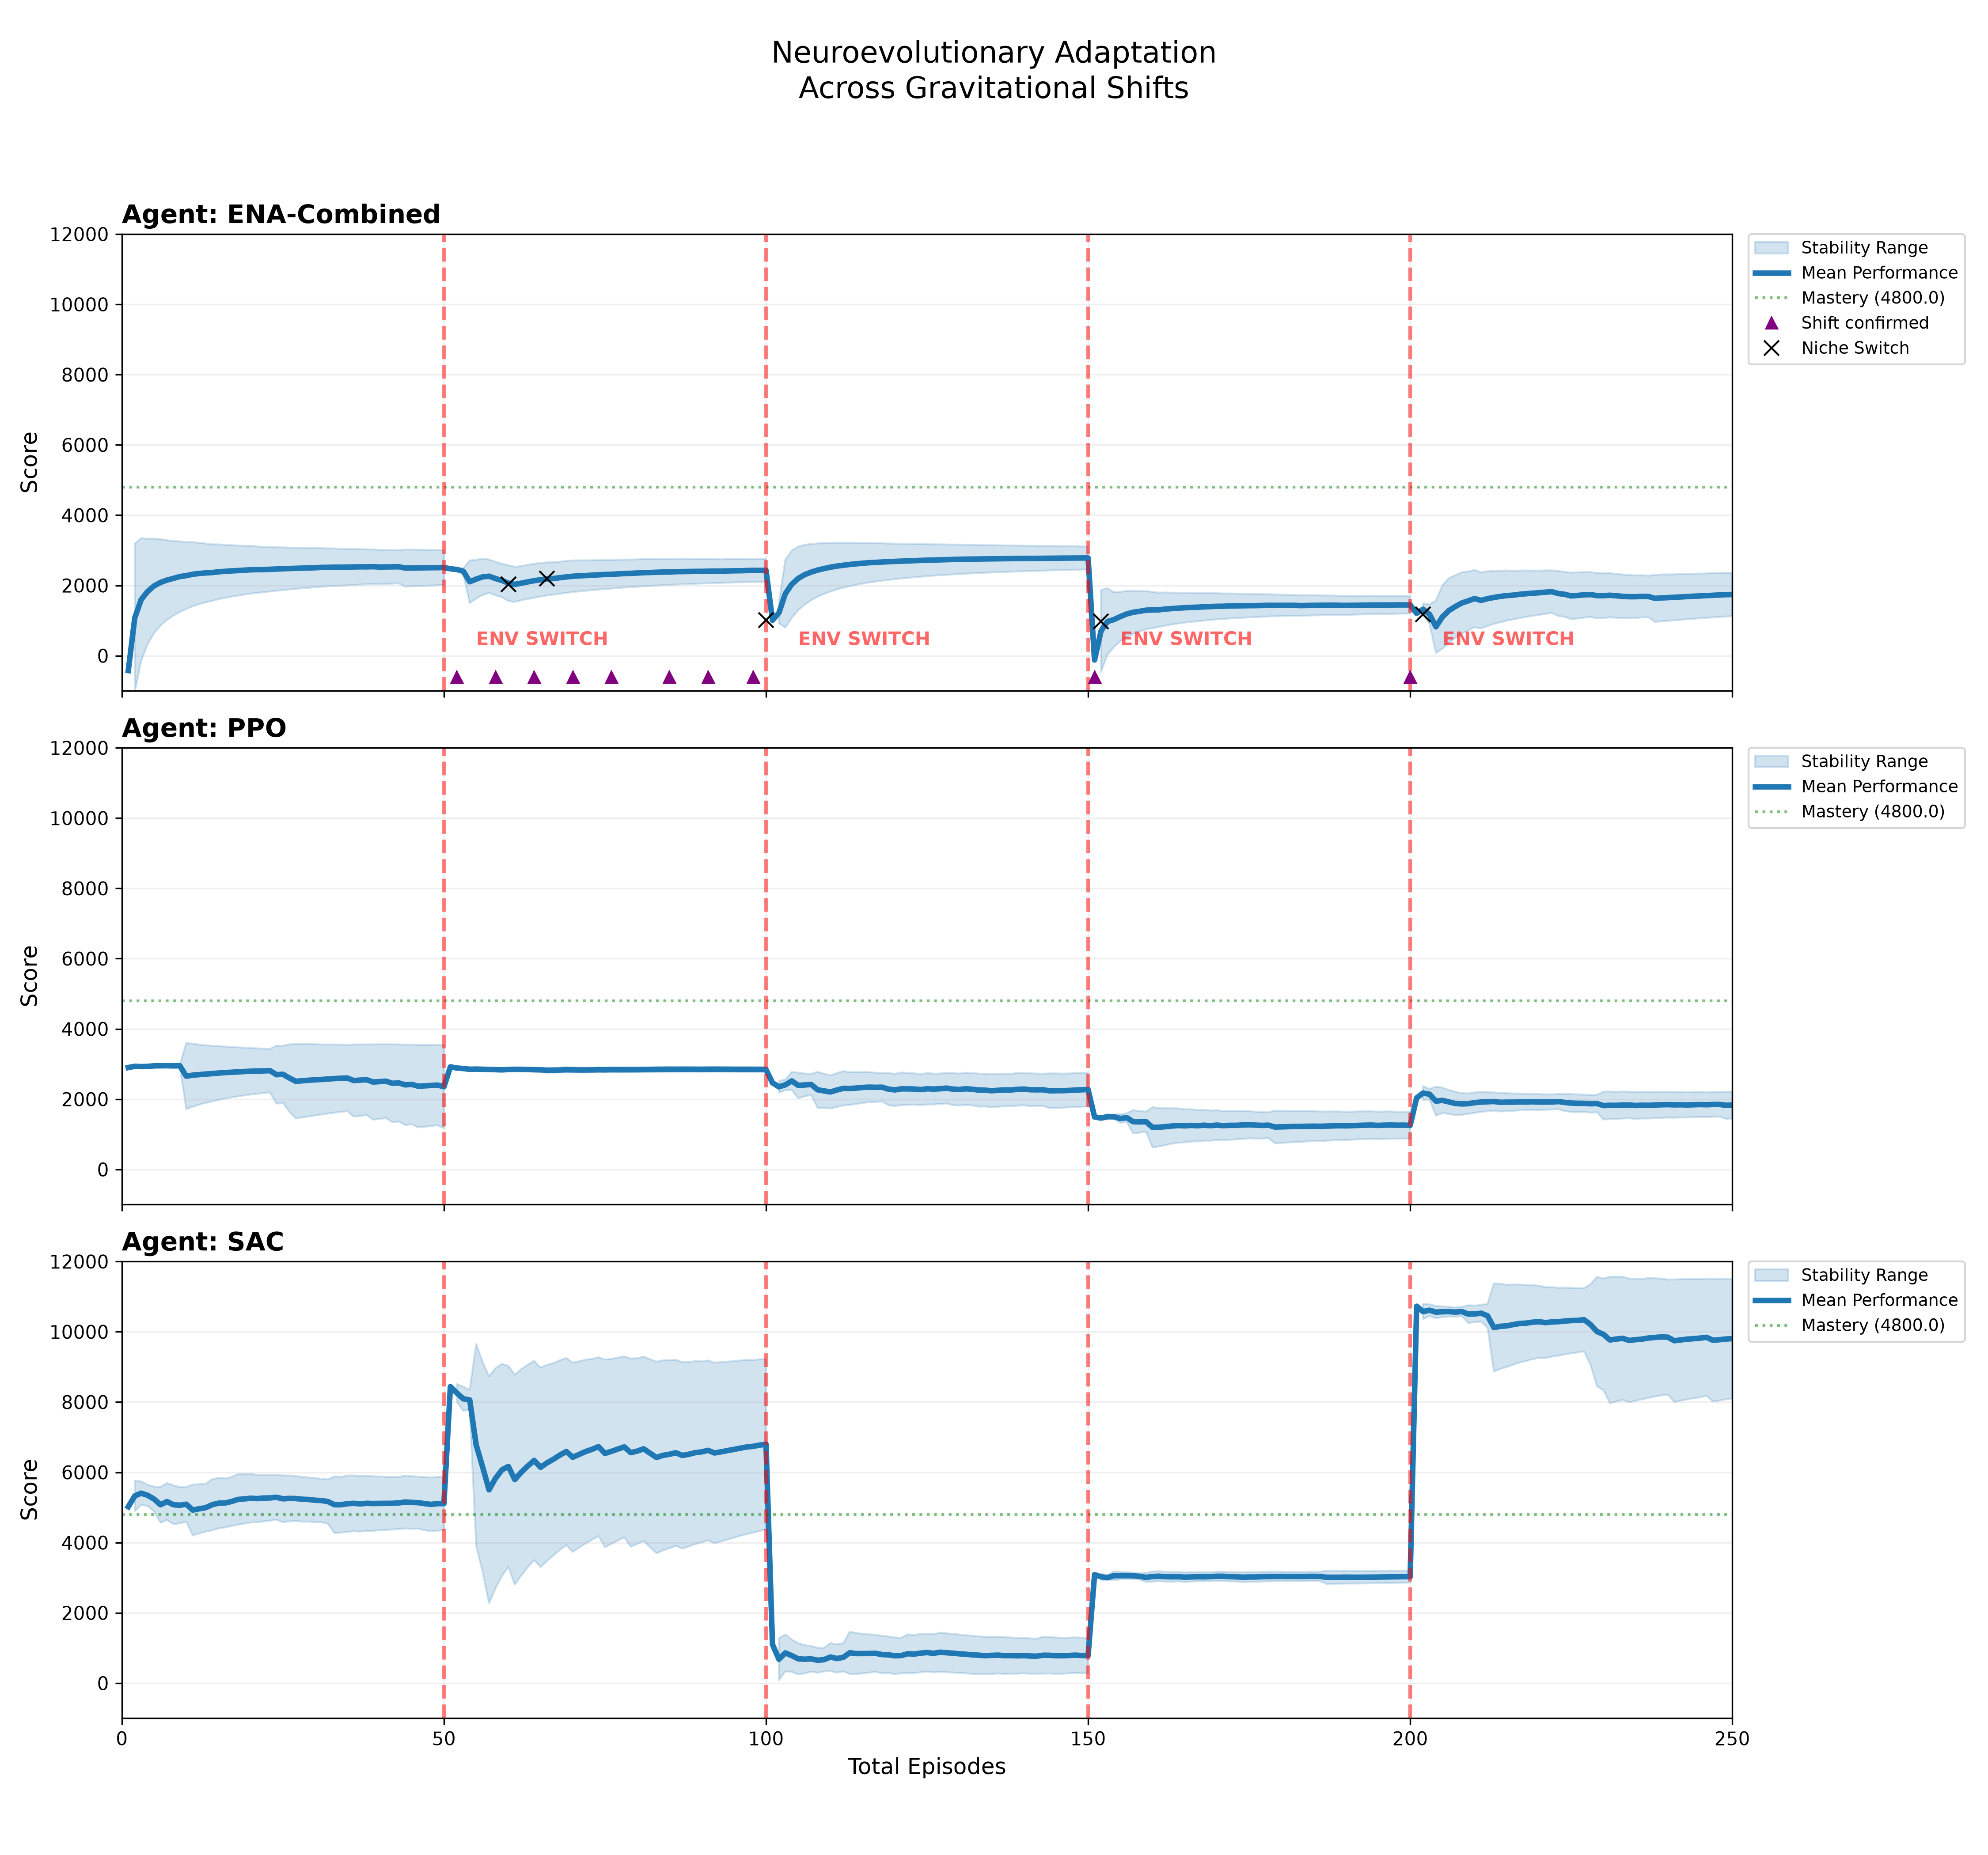 Neuroevolutionary Adaptation
Across Gravitational Shifts
Agent: ENA-Combined
12000
10000
8000
6000
4000
2000
0
Score
ENV SWITCH
ENV SWITCH
ENV SWITCH
ENV SWITCH
Stability Range
Mean Performance
Mastery (4800.0)
Shift confirmed
Niche Switch
Agent: PPO
12000
10000
8000
6000
4000
2000
0
Score
Stability Range
Mean Performance
Mastery (4800.0)
Agent: SAC
12000
10000
8000
6000
4000
2000
0
Score
Stability Range
Mean Performance
Mastery (4800.0)
0
50
100
150
200
250
Total Episodes